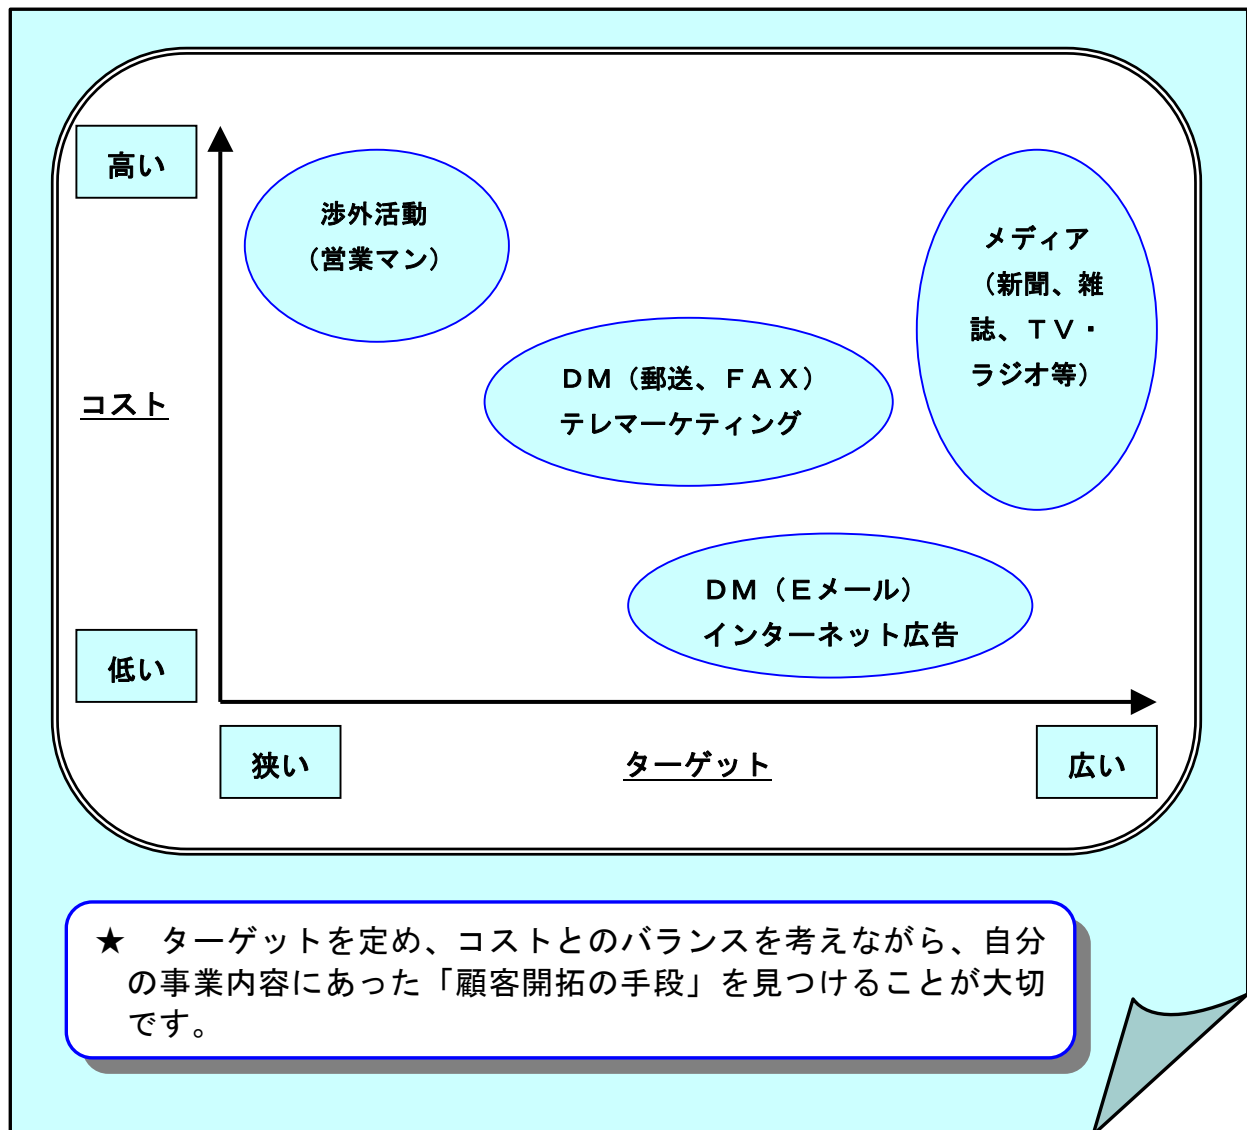 高い
渉外活動
（営業マン）
メディア
（新聞、雑
誌、ＴＶ・
ラジオ等）
ＤＭ（郵送、ＦＡＸ）
テレマーケティング
コスト
ＤＭ（Ｅメール）
インターネット広告
低い
狭い
ターゲット
広い
★　ターゲットを定め、コストとのバランスを考えながら、自分
の事業内容にあった「顧客開拓の手段」を見つけることが大切
です。